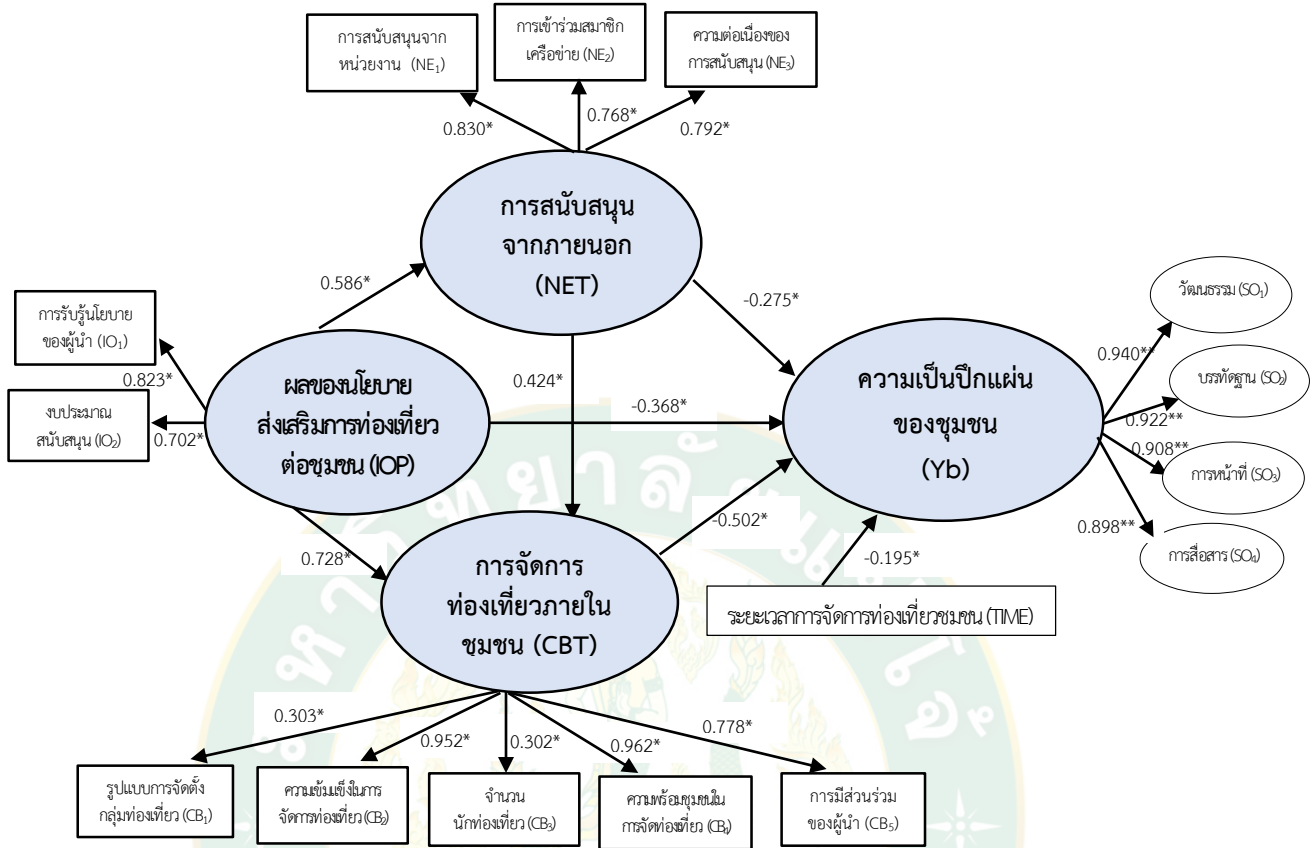 การสนับสนุนจาก
หน่วยงาน (NE₁)
การเข้าร่วมสมาชิก
เครือข่าย (NE₂)
ความต่อเนื่องของ
การสนับสนุน (NE₃)
0.830*
0.768*
0.792*
การสนับสนุน
จากภายนอก
(NET)
0.586*
-0.275*
การรับรู้นโยบาย
ของผู้นำ (IO₁)
0.823*
งบประมาณ
สนับสนุน (IO₂)
0.702*
ผลของนโยบาย
ส่งเสริมการท่องเที่ยว
ต่อชุมชน (IOP)
0.424*
-0.368*
ความเป็นปึกแผ่น
ของชุมชน
(Yb)
วัฒนธรรม (SO₁)
0.940**
บรรทัดฐาน (SO₂)
0.922**
0.908**
การหน้าที่ (SO₃)
0.898**
การสื่อสาร (SO₄)
0.728*
-0.502*
-0.195*
การจัดการ
ท่องเที่ยวภายใน
ชุมชน (CBT)
ระยะเวลาการจัดการท่องเที่ยวชุมชน (TIME)
0.303*
0.952*
0.302*
0.962*
0.778*
รูปแบบการจัดตั้ง
กลุ่มท่องเที่ยว (CB₁)
ความเข้มแข็งในการ
จัดการท่องเที่ยว (CB₂)
จำนวน
นักท่องเที่ยว (CB₃)
ความพร้อมชุมชนใน
การจัดท่องเที่ยว (CB₄)
การมีส่วนร่วม
ของผู้นำ (CB₅)